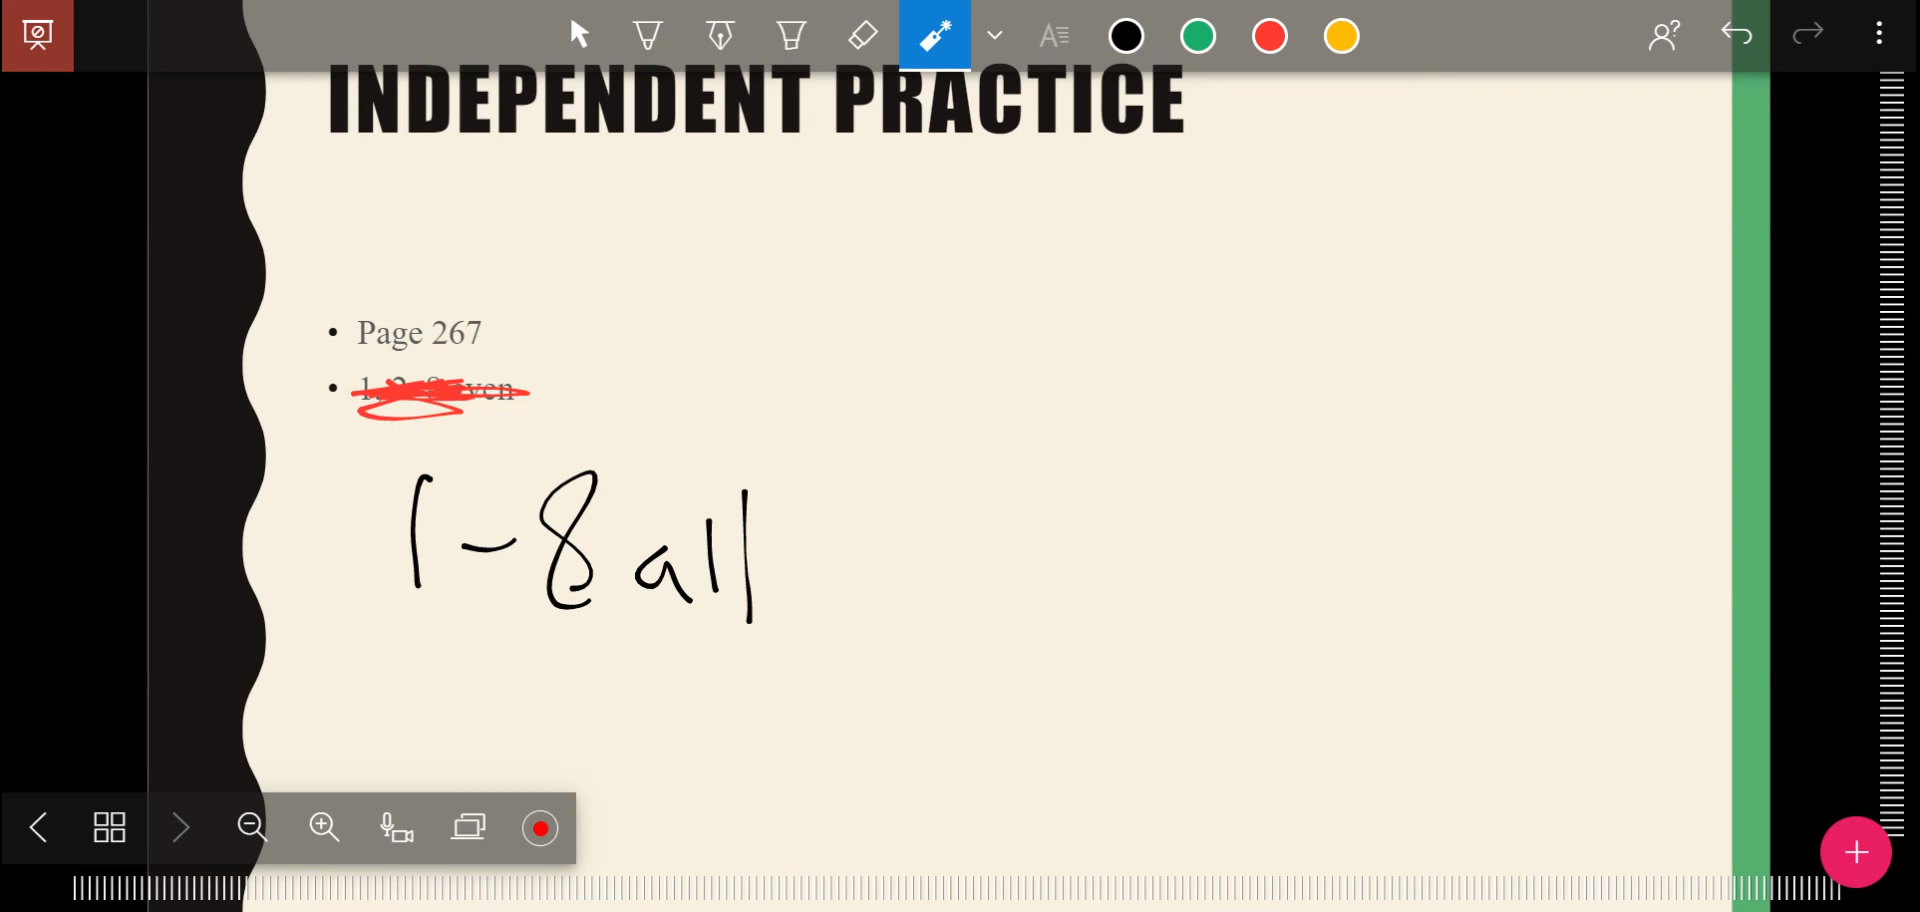 INDEPENDENT PRACTICE
• Page 267
1-8 all